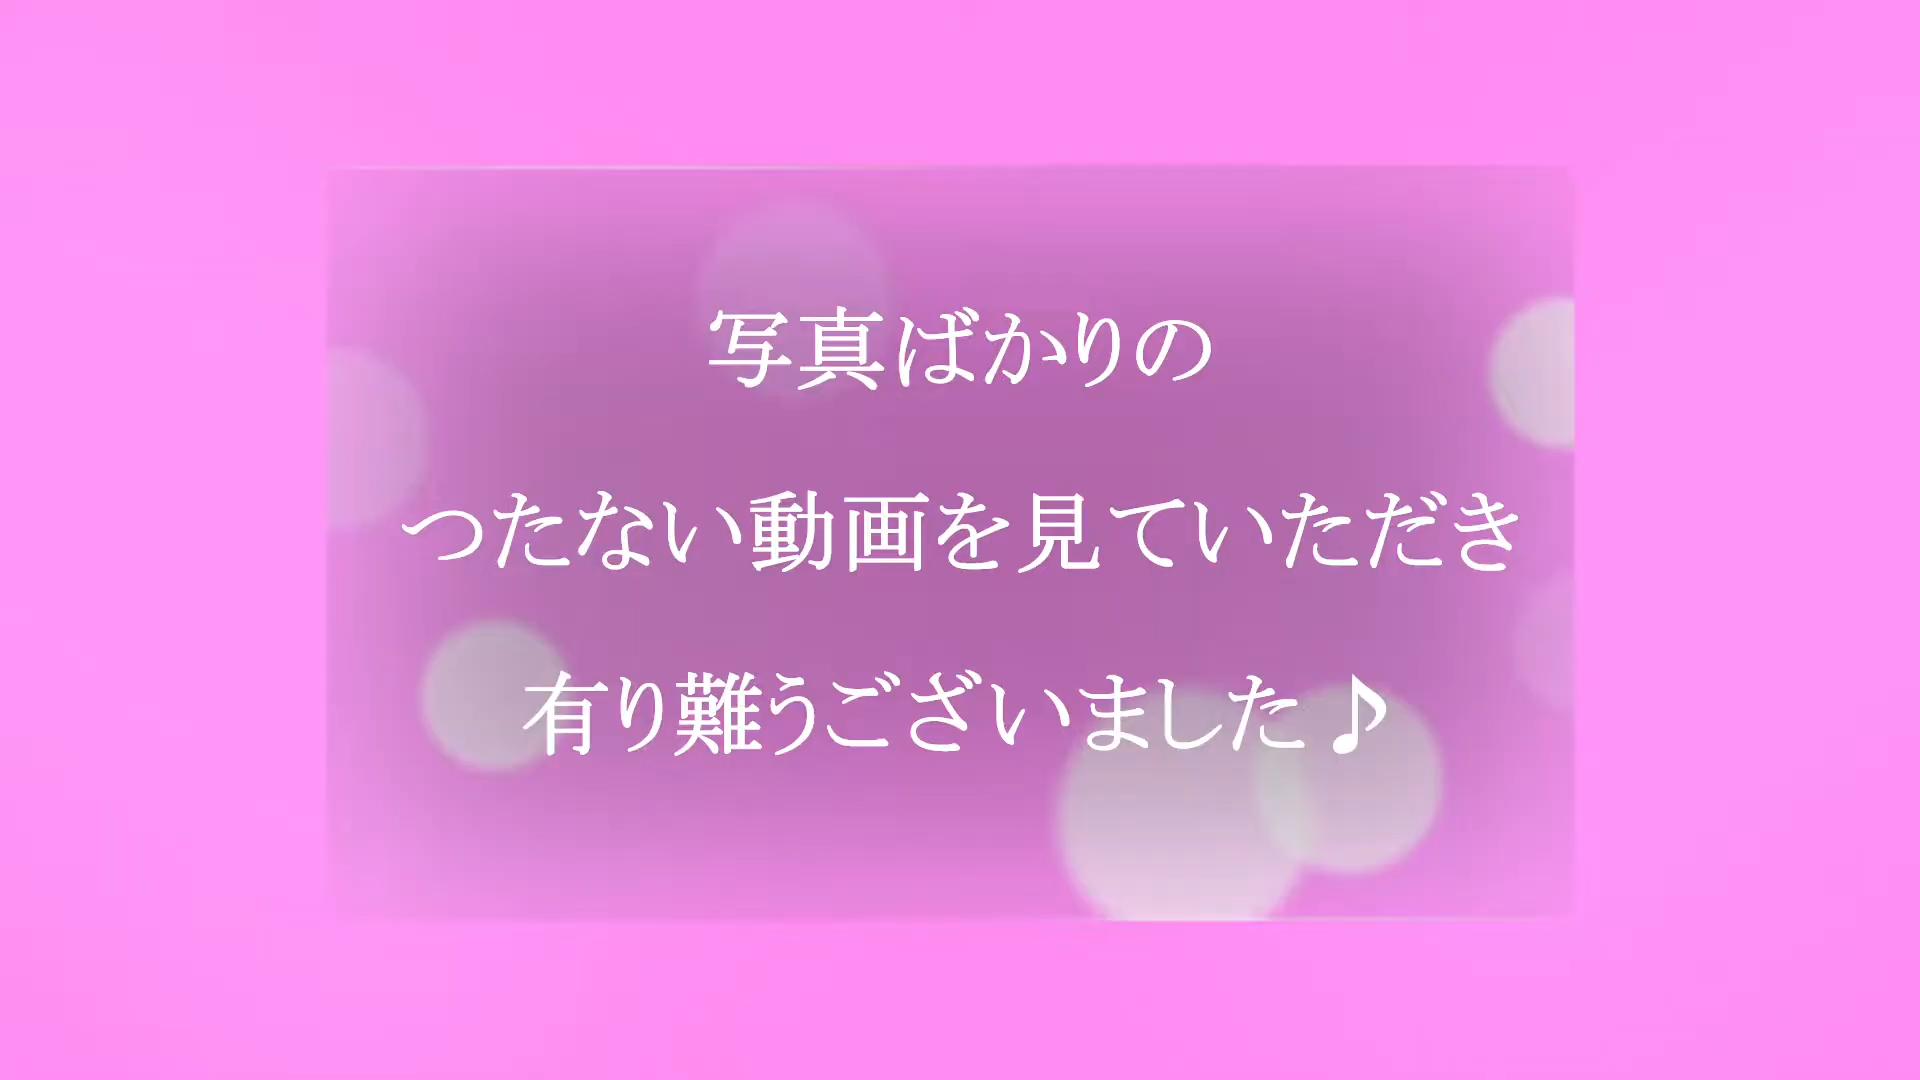 写真ばかりの
つたない動画を見ていただき
有り難うございました♪